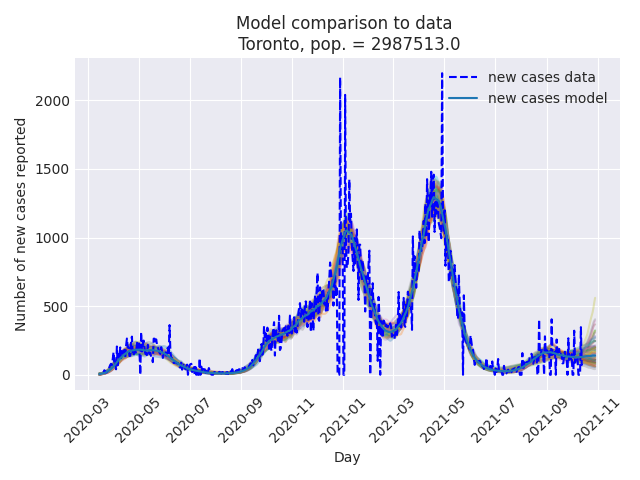 Model comparison to data
Toronto, pop. = 2987513.0
new cases data
new cases model
Number of new cases reported
2000
1500
1000
500
0
2020-03
2020-05
2020-07
2020-09
2020-11
2021-01
2021-03
2021-05
2021-07
2021-09
2021-11
Day